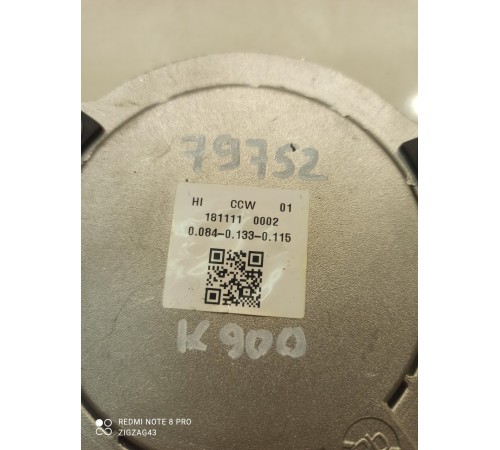 79752
HI CCW 01
181111 0002
0.084-0.133-0.115
K900
REDMI NOTE 8 PRO
ZIGZAG43